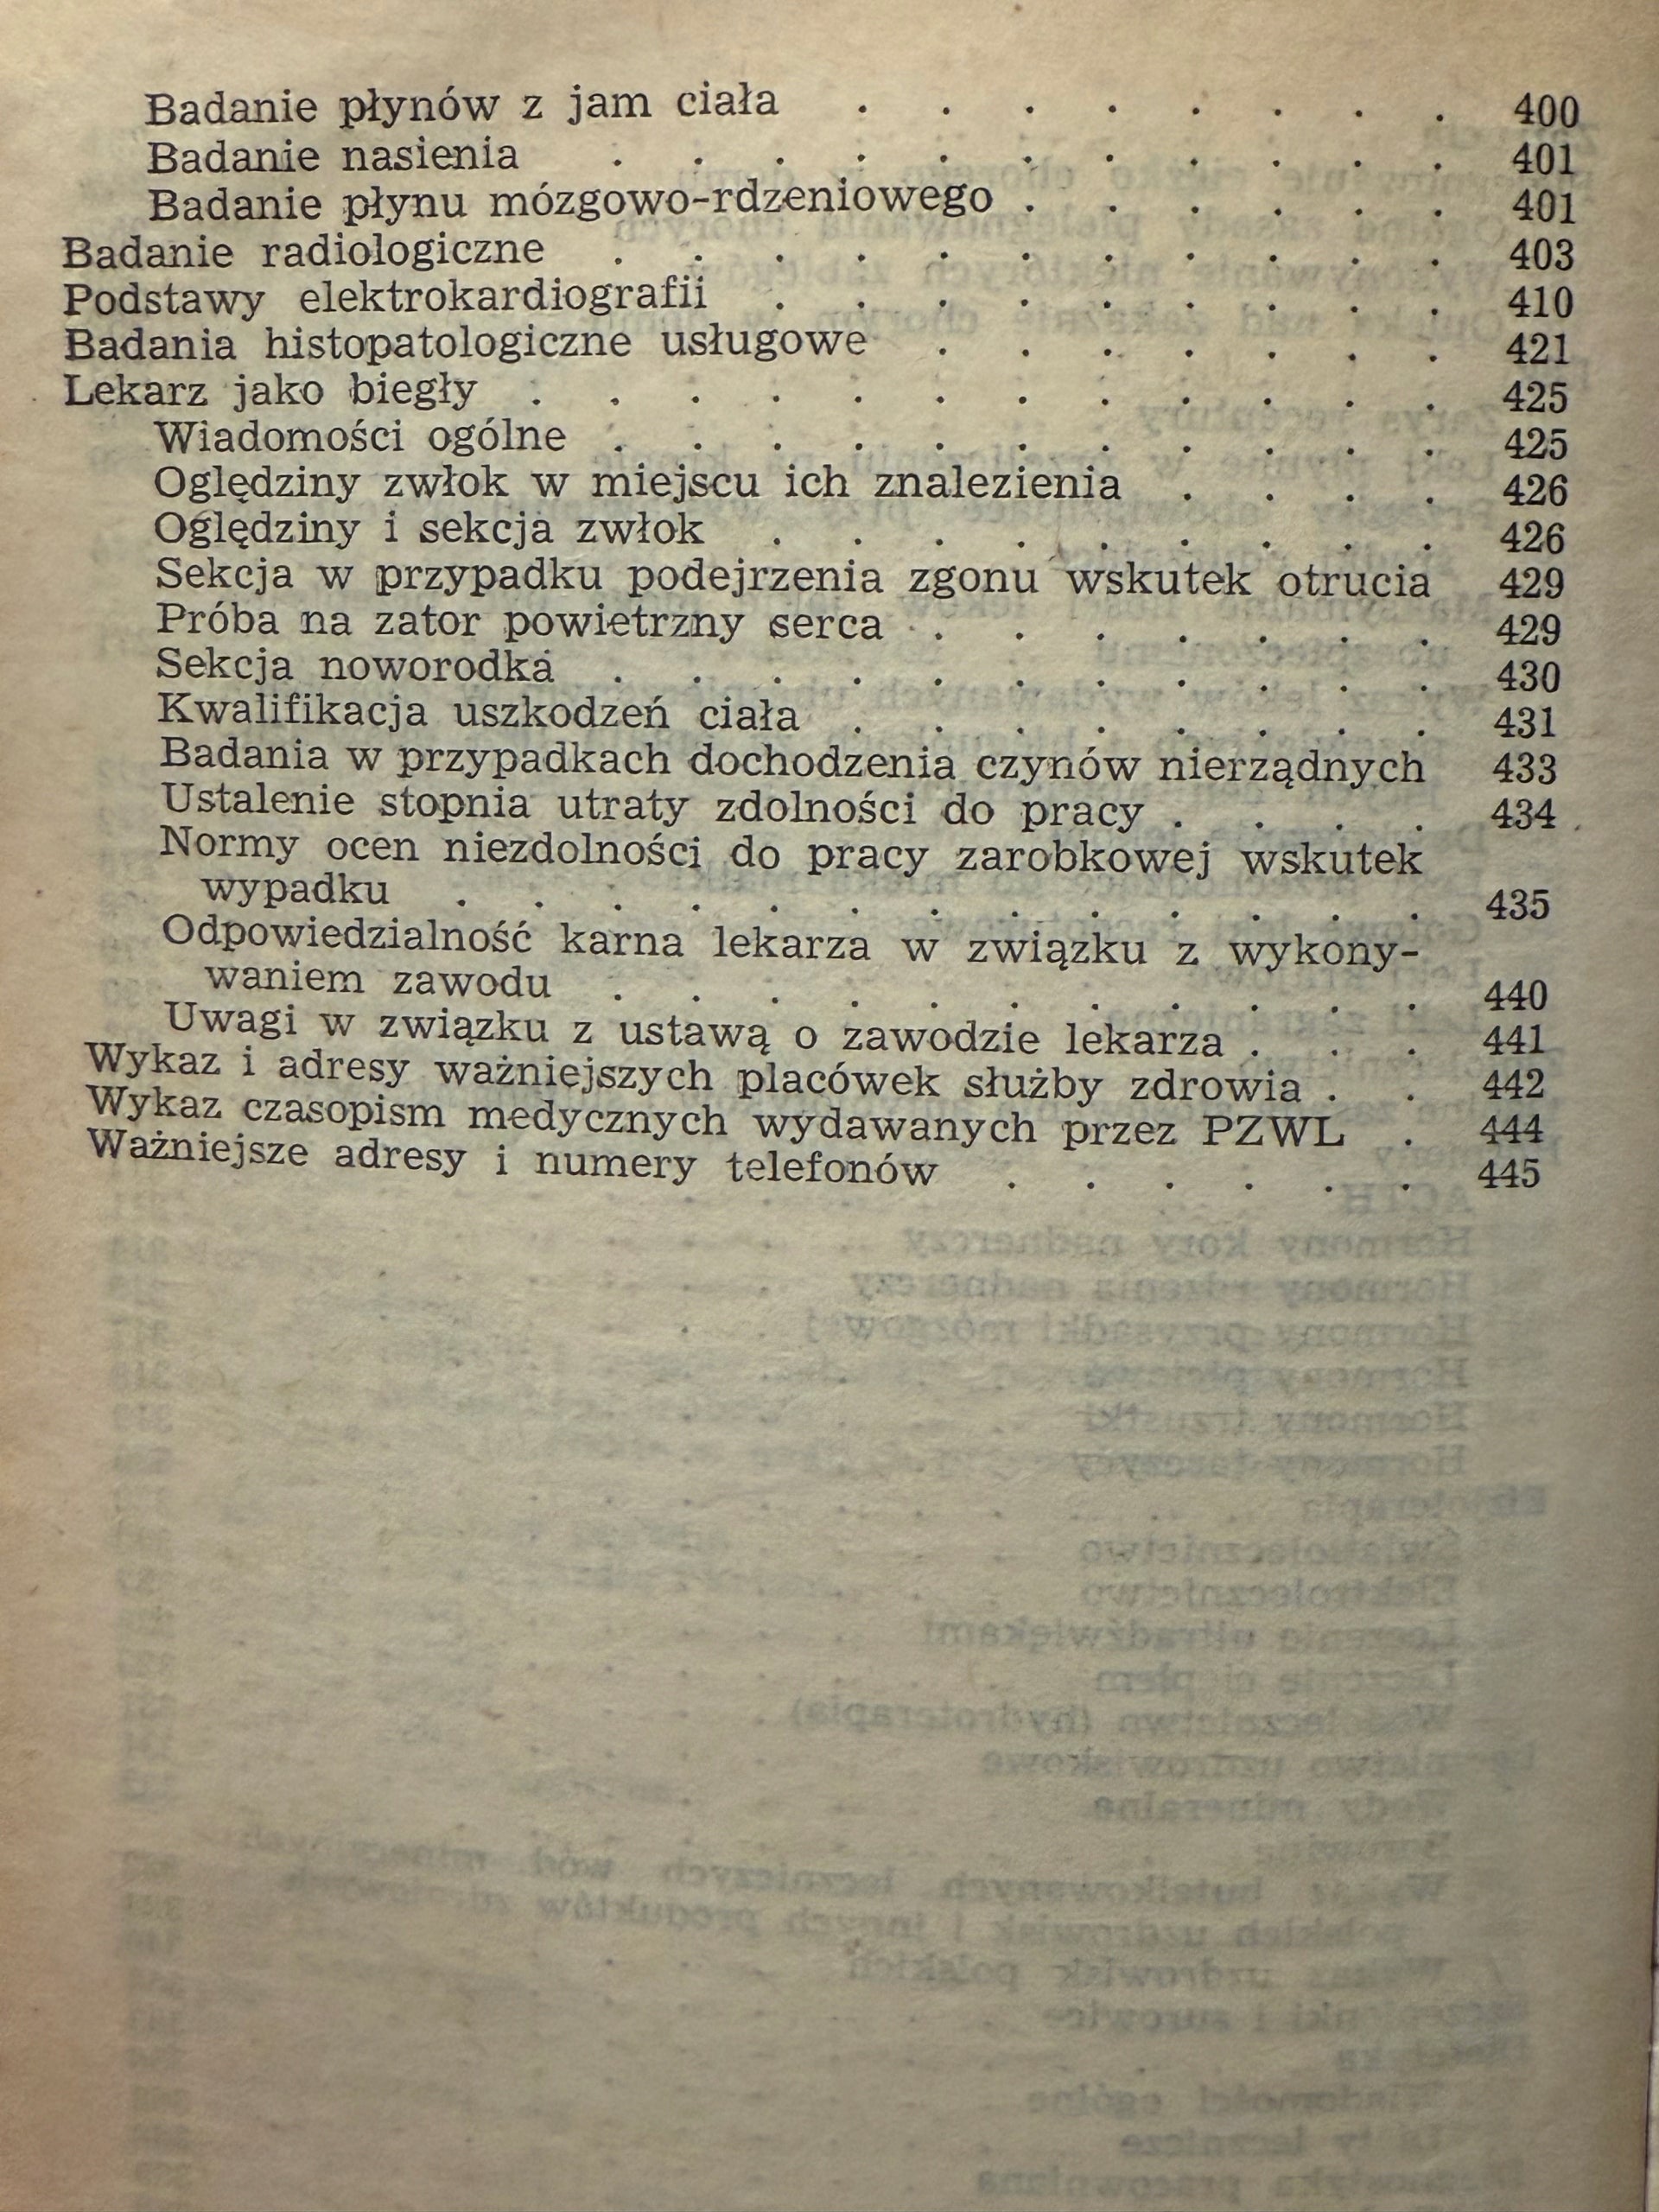 Badanie płynów z jam ciała . . . . . . . . 400
Badanie nasienia . . . . . . . . . . . 401
Badanie płynu mózgowo-rdzeniowego . . . . . . 401
Badanie radiologiczne . . . . . . . . . . . 403
Podstawy elektrokardiografii . . . . . . . . . 410
Badania histopatologiczne usługowe . . . . . . . 421
Lekarz jako biegły . . . . . . . . . . . . 425
Wiadomości ogólne . . . . . . . . . . . 425
Oględziny zwłok w miejscu ich znalezienia . . . . 426
Oględziny i sekcja zwłok . . . . . . . . . 426
Sekcja w przypadku podejrzenia zgonu wskutek otrucia 429
Próba na zator powietrzny serca . . . . . . . 429
Sekcja noworodka . . . . . . . . . . . 430
Kwalifikacja uszkodzeń ciała . . . . . . . . 431
Badania w przypadkach dochodzenia czynów nierządnych 433
Ustalenie stopnia utraty zdolności do pracy . . . . 434
Normy ocen niezdolności do pracy zarobkowej wskutek
wypadku . . . . . . . . . . . . . 435
Odpowiedzialność karna lekarza w związku z wykony-
waniem zawodu . . . . . . . . . . . 440
Uwagi w związku z ustawą o zawodzie lekarza . . . 441
Wykaz i adresy ważniejszych placówek służby zdrowia . . 442
Wykaz czasopism medycznych wydawanych przez PZWL . 444
Ważniejsze adresy i numery telefonów . . . . . . 445